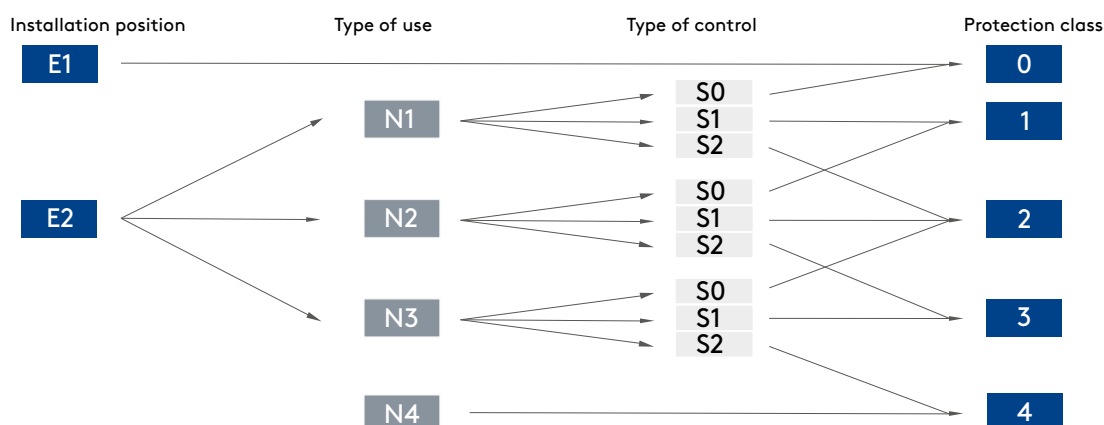 Installation position Type of use Type of control Protection class
E1 0
S0
N1 S1 1
S2
S0
E2 N2 S1 2
S2
S0
N3 S1 3
S2
N4 4